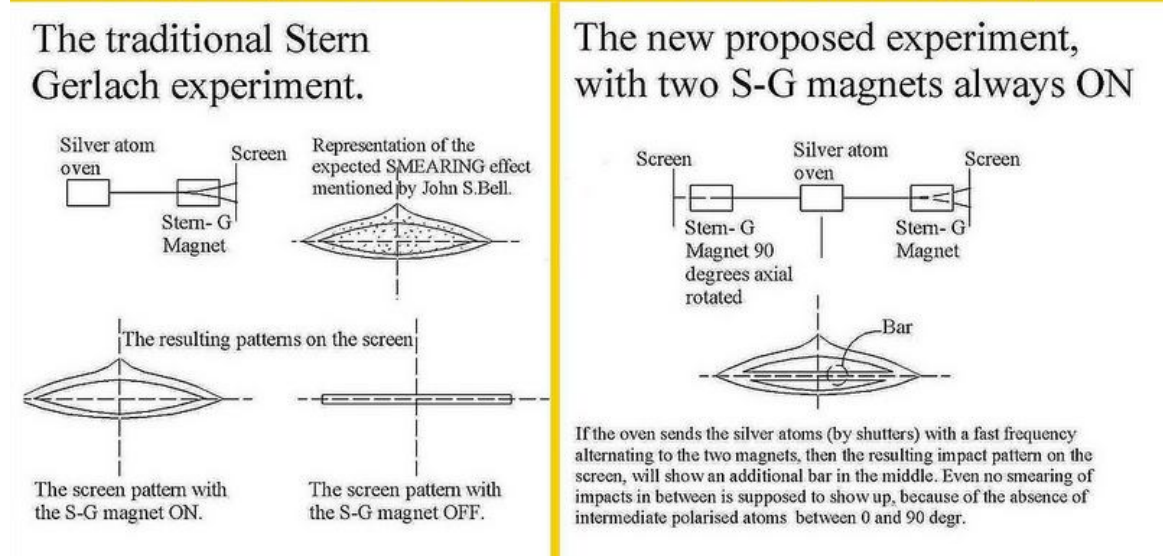 The traditional Stern
Gerlach experiment.
Silver atom
oven
Screen
Stern- G
Magnet
Representation of the
expected SMEARING effect
mentioned by John S.Bell.
The resulting patterns on the screen
The screen pattern with
the S-G magnet ON.
The screen pattern with
the S-G magnet OFF.
The new proposed experiment,
with two S-G magnets always ON
Screen
Silver atom
oven
Screen
Stern- G
Magnet 90
degrees axial
rotated
Stern- G
Magnet
Bar
If the oven sends the silver atoms (by shutters) with a fast frequency
alternating to the two magnets, then the resulting impact pattern on the
screen, will show an additional bar in the middle. Even no smearing of
impacts in between is supposed to show up, because of the absence of
intermediate polarised atoms between 0 and 90 degr.